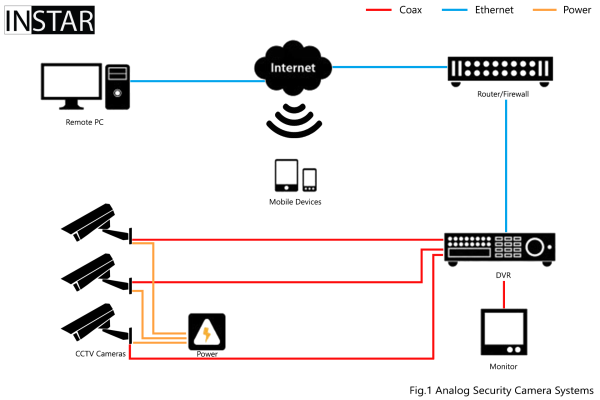 INSTAR
Coax
Ethernet
Power
Internet
Remote PC
Router/Firewall
Mobile Devices
DVR
CCTV Cameras
Power
Monitor
Fig.1 Analog Security Camera Systems